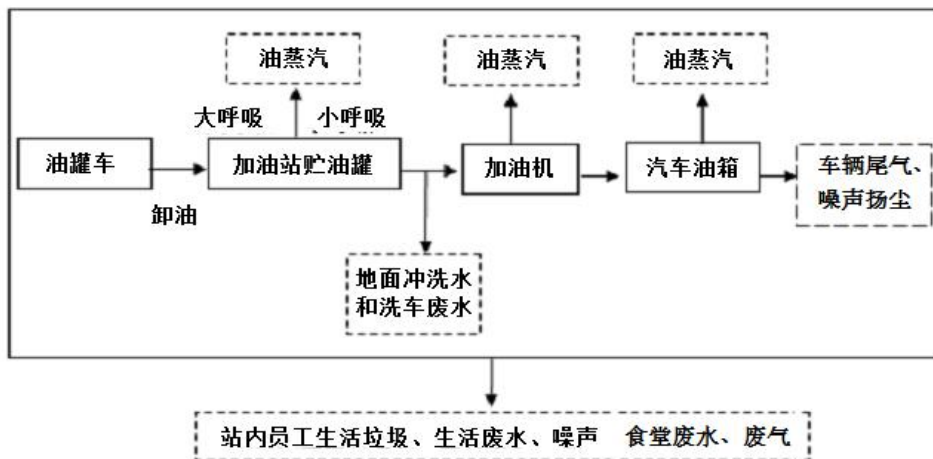 油蒸汽
油蒸汽
油蒸汽
大呼吸
小呼吸
油罐车
加油站贮油罐
加油机
汽车油箱
车辆尾气、
噪声扬尘
卸油
地面冲洗水
和洗车废水
站内员工生活垃圾、生活废水、噪声 食堂废水、废气